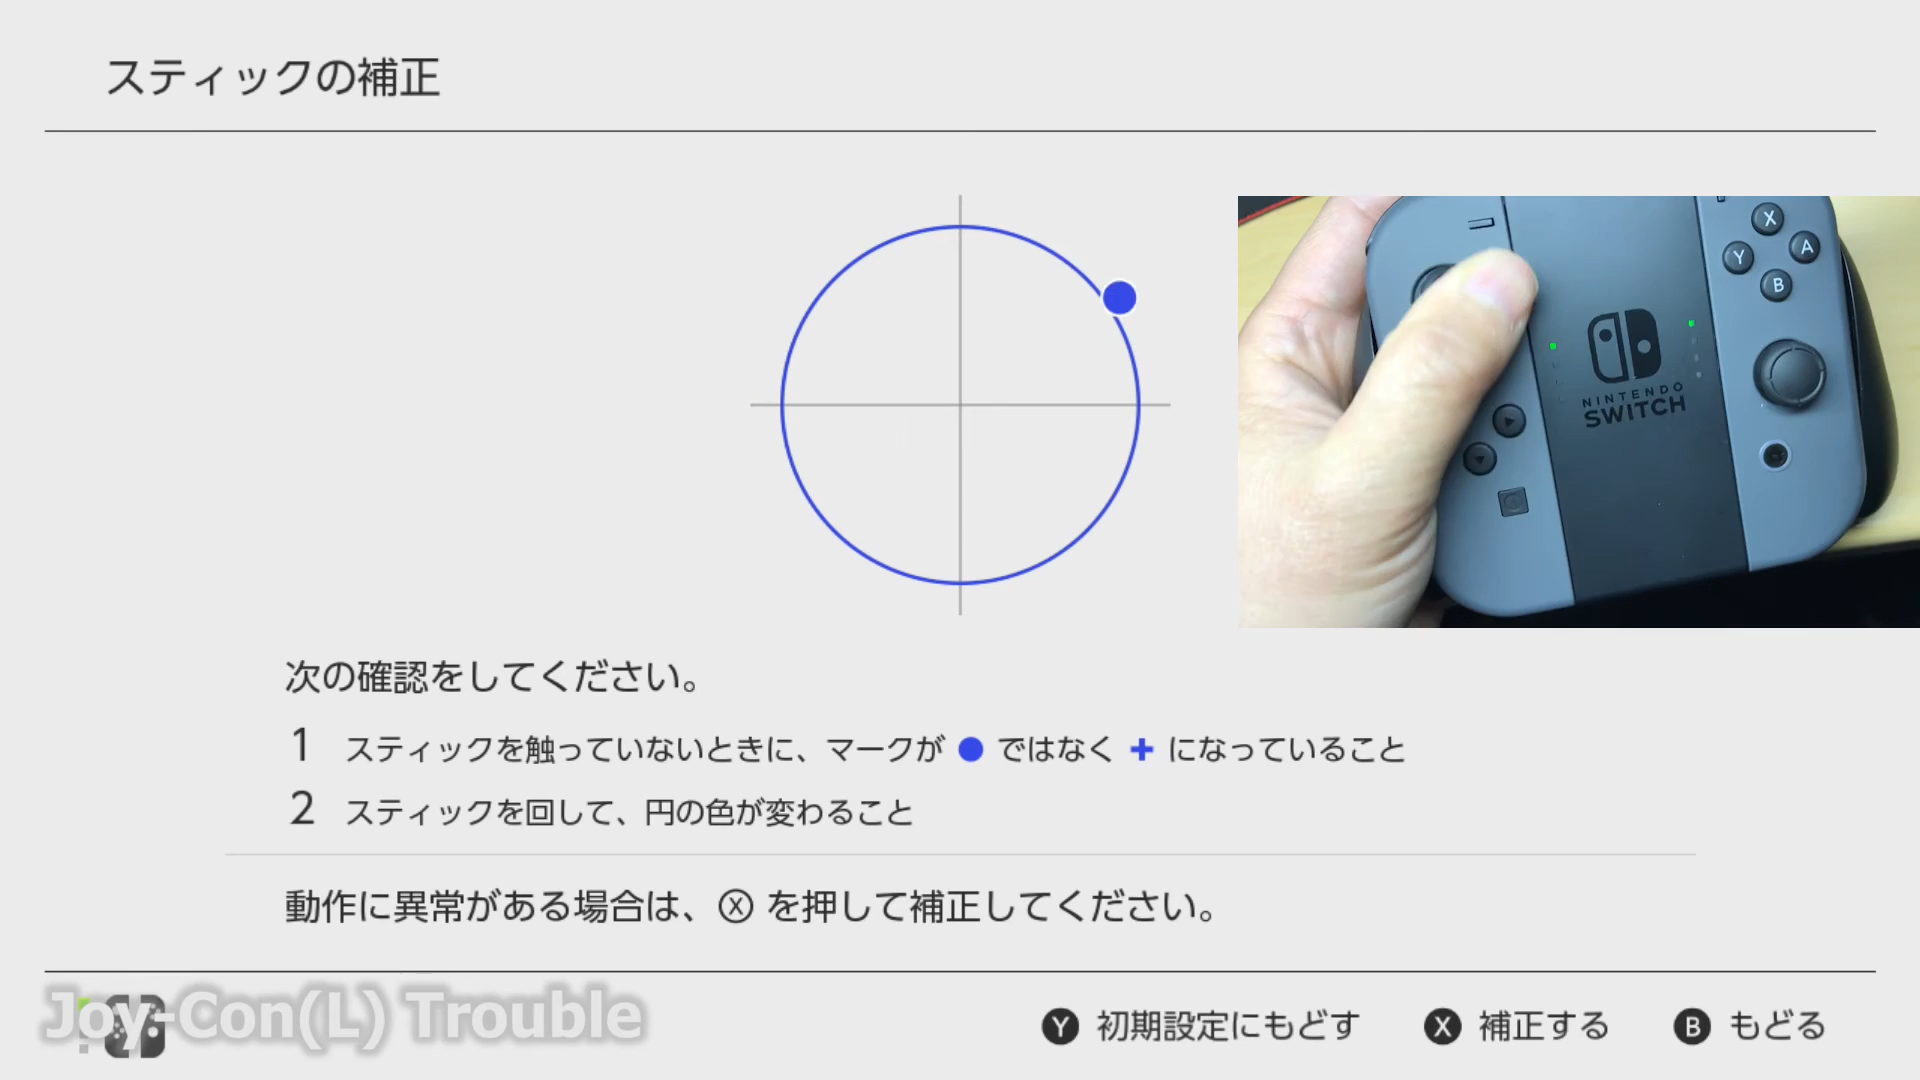 スティックの補正
X
Y
A
B
NINTENDO
SWITCH
次の確認をしてください。
1 スティックを触っていないときに、マークが ● ではなく ✚ になっていること
2 スティックを回して、円の色が変わること
動作に異常がある場合は、Ⓧ を押して補正してください。
Joy-Con(L) Trouble
Y 初期設定にもどす
X 補正する
B もどる